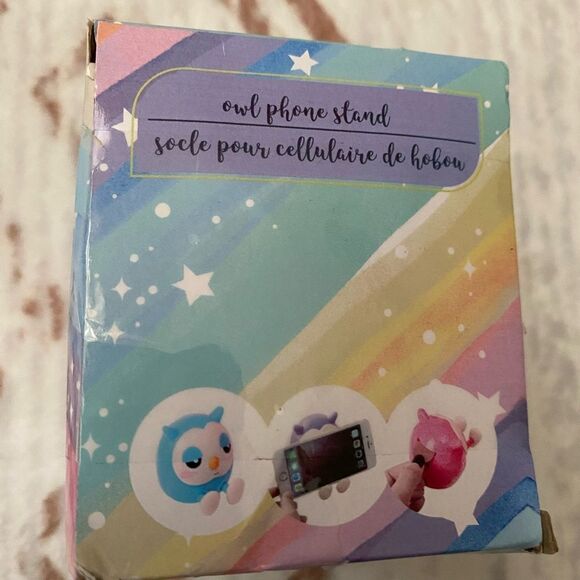 owl phone stand
socle pour cellulaire de hobou